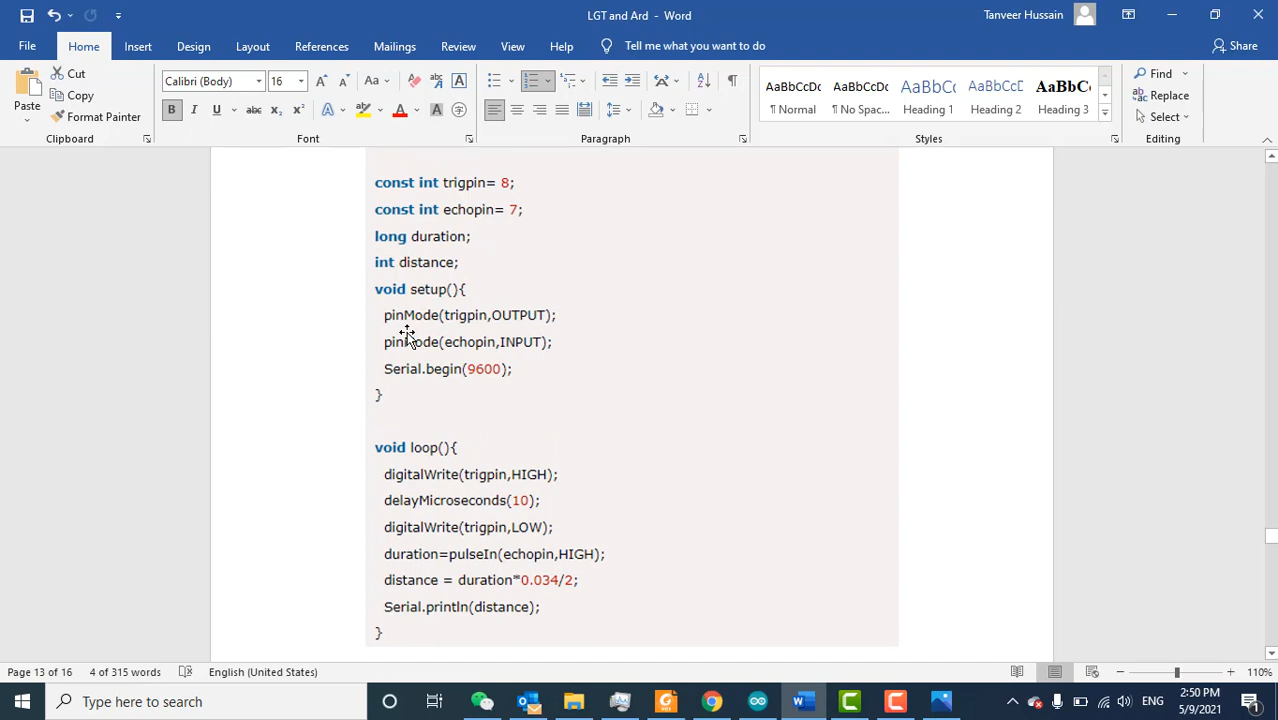 LGT and Ard - Word
Tanveer Hussain
File Home Insert Design Layout References Mailings Review View Help Tell me what you want to do Share
Paste
Cut
Copy
Format Painter
Clipboard
Calibri (Body) 16
Font
Paragraph
AaBbCcDc AaBbCcDc AaBbC AaBbCcD AaBbC
¶ Normal ¶ No Spac... Heading 1 Heading 2 Heading 3
Styles
Find
Replace
Select
Editing
const int trigpin= 8;
const int echopin= 7;
long duration;
int distance;
void setup(){
pinMode(trigpin,OUTPUT);
pinMode(echopin,INPUT);
Serial.begin(9600);
}
void loop(){
digitalWrite(trigpin,HIGH);
delayMicroseconds(10);
digitalWrite(trigpin,LOW);
duration=pulseIn(echopin,HIGH);
distance = duration*0.034/2;
Serial.println(distance);
}
Page 13 of 16 4 of 315 words English (United States) 110%
Type here to search
ENG
2:50 PM
5/9/2021